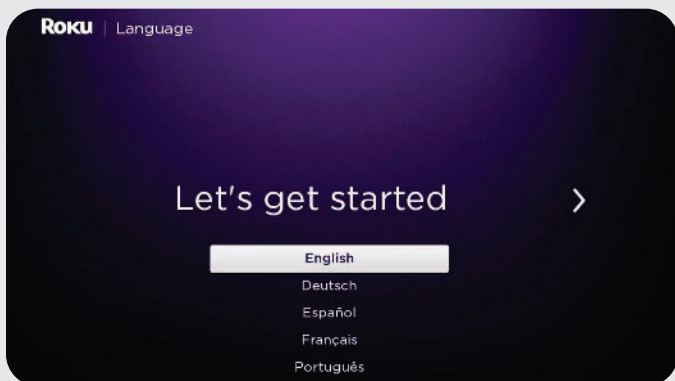 ROKU | Language
Let's get started
English
Deutsch
Español
Français
Português